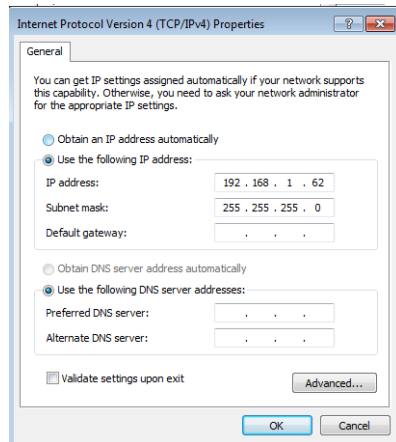 Internet Protocol Version 4 (TCP/IPv4) Properties
General
You can get IP settings assigned automatically if your network supports
this capability. Otherwise, you need to ask your network administrator
for the appropriate IP settings.
Obtain an IP address automatically
Use the following IP address:
IP address: 192 . 168 . 1 . 62
Subnet mask: 255 . 255 . 255 . 0
Default gateway: . . .
Obtain DNS server address automatically
Use the following DNS server addresses:
Preferred DNS server: . . .
Alternate DNS server: . . .
Validate settings upon exit
Advanced...
OK Cancel